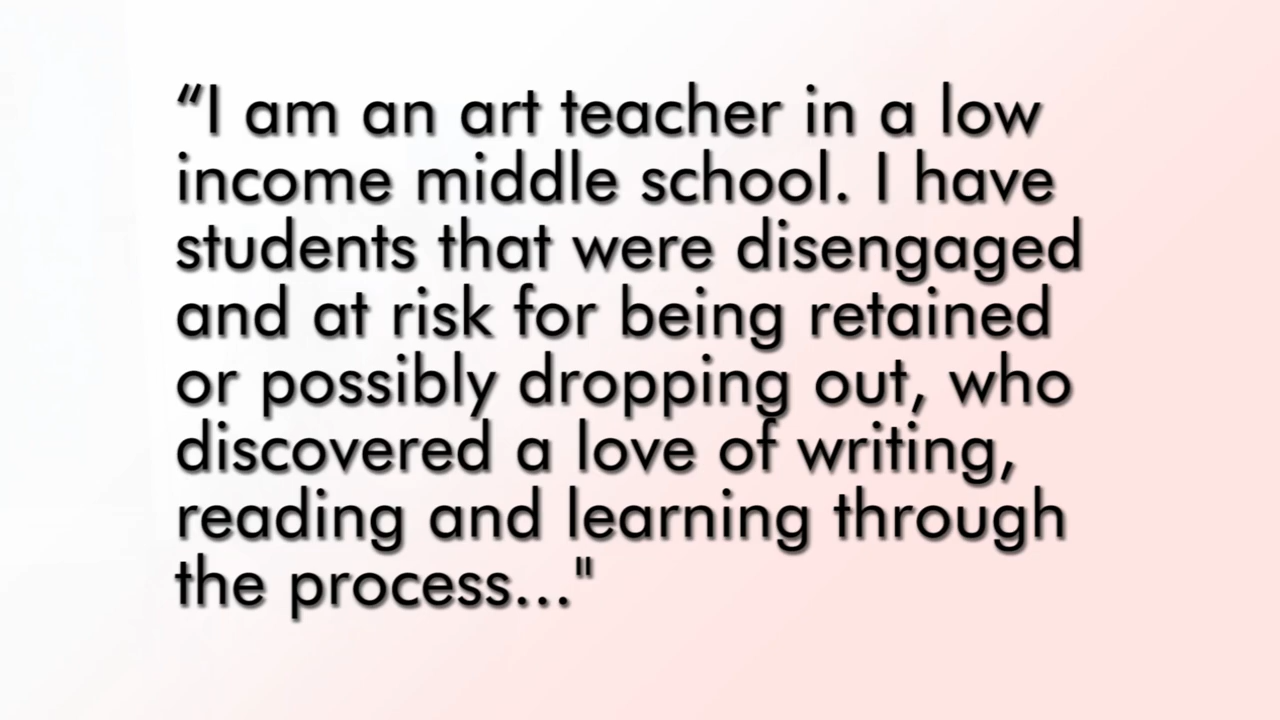 “I am an art teacher in a low
income middle school. I have
students that were disengaged
and at risk for being retained
or possibly dropping out, who
discovered a love of writing,
reading and learning through
the process..."